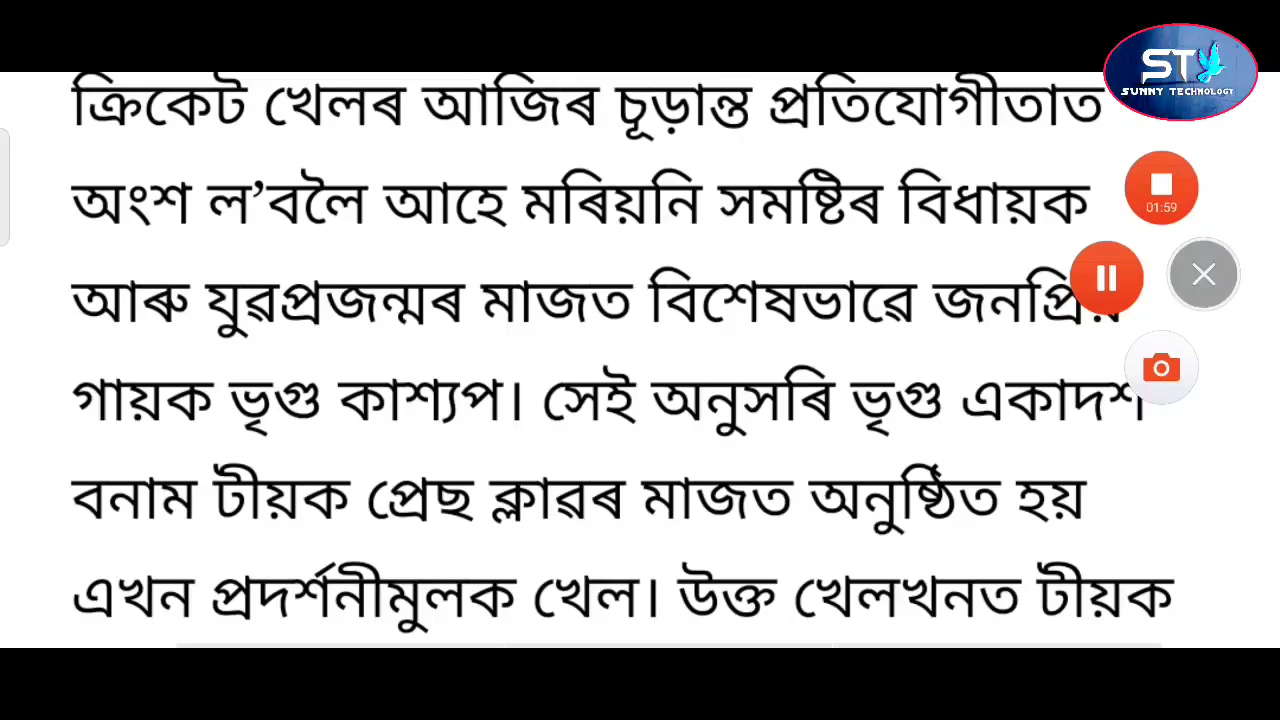 ST
SUNNY TECHNOLOGY
ক্ৰিকেট খেলৰ আজিৰ চূড়ান্ত প্ৰতিযোগীতাত
অংশ ল’বলৈ আহে মৰিয়নি সমষ্টিৰ বিধায়ক
01:59
আৰু যুৱপ্ৰজন্মৰ মাজত বিশেষভাৱে জনপ্ৰিয়
গায়ক ভৃগু কাশ্যপ। সেই অনুসৰি ভৃগু একাদশ
বনাম টীয়ক প্ৰেছ ক্লাৱৰ মাজত অনুষ্ঠিত হয়
এখন প্ৰদৰ্শনীমুলক খেল। উক্ত খেলখনত টীয়ক